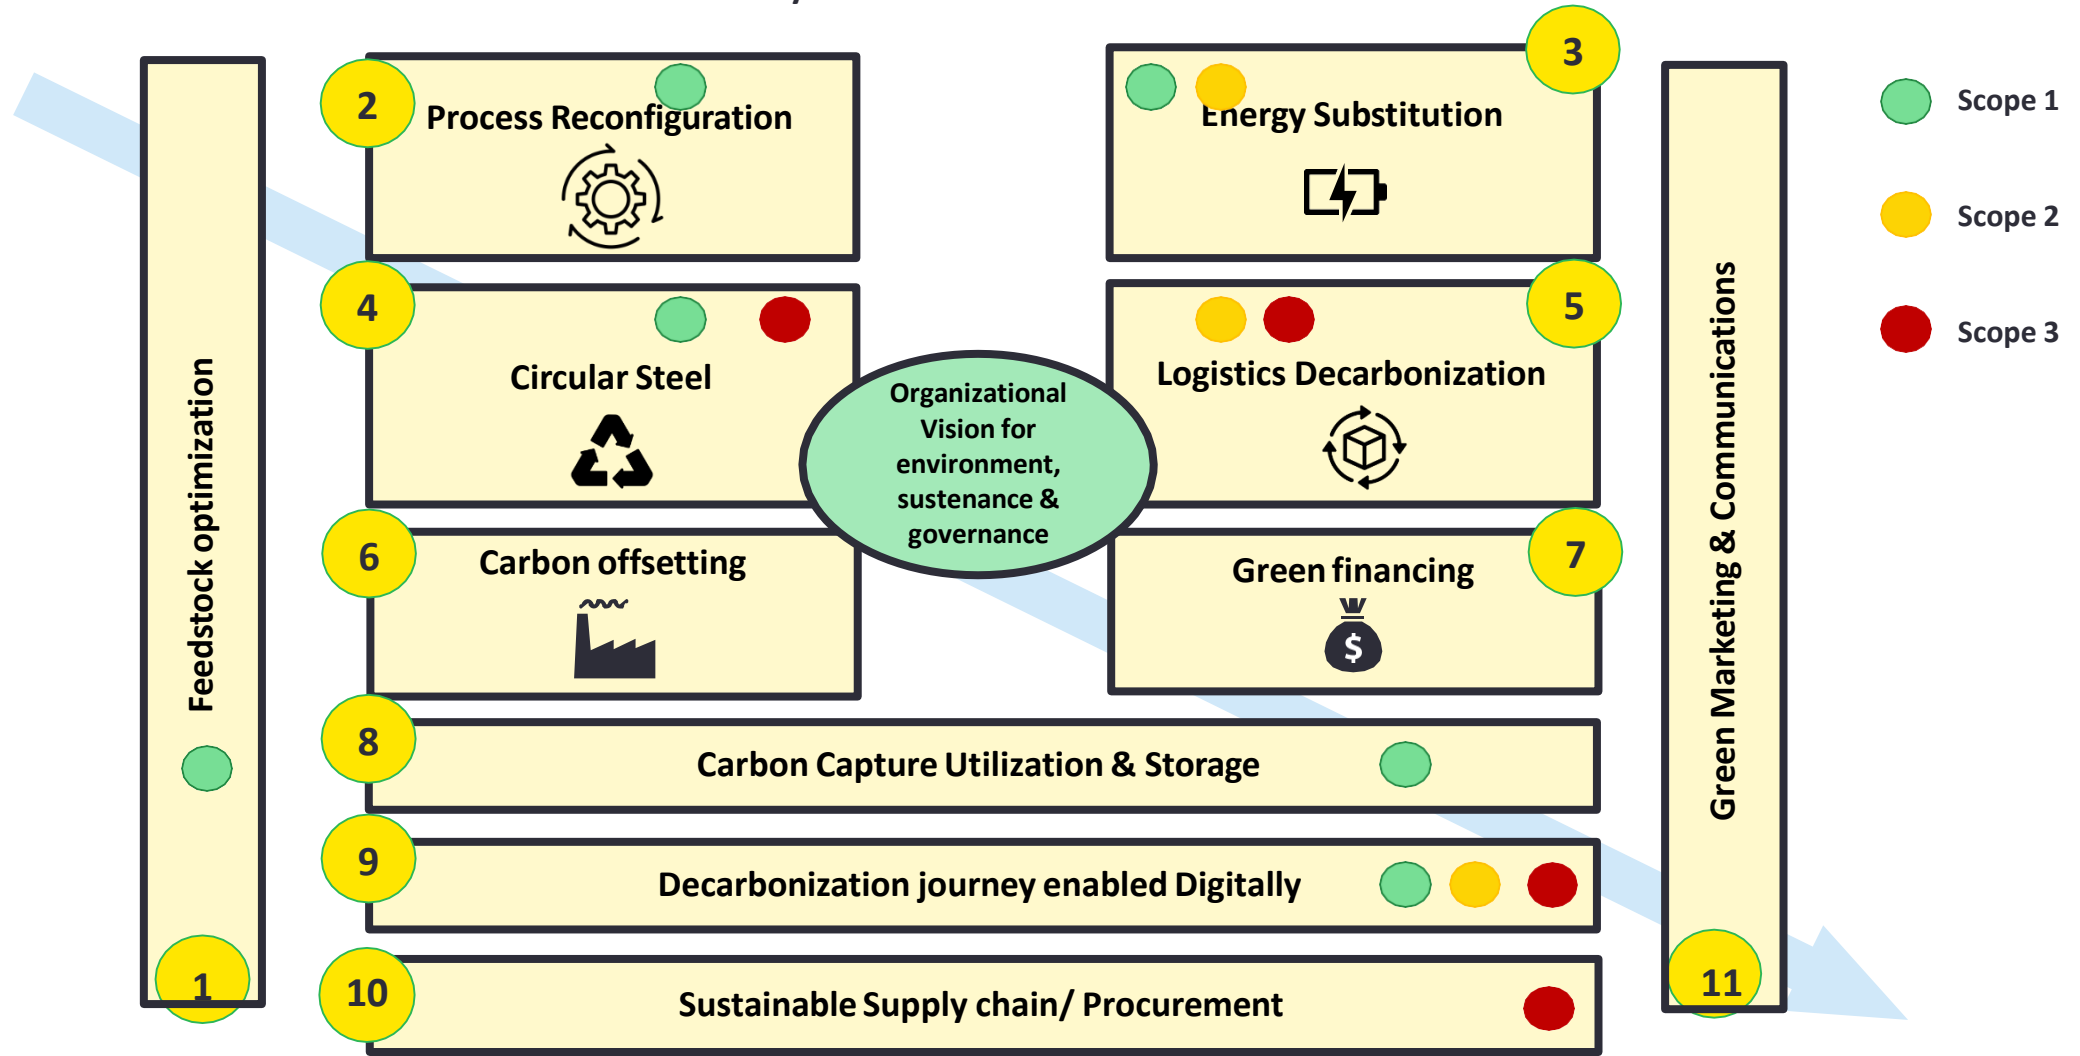 2
Process Reconfiguration
3
Energy Substitution
Scope 1
Scope 2
Scope 3
4
Circular Steel
5
Logistics Decarbonization
Organizational
Vision for
environment,
sustenance &
governance
6
Carbon offsetting
7
Green financing
$
8
Carbon Capture Utilization & Storage
9
Decarbonization journey enabled Digitally
10
Sustainable Supply chain/ Procurement
Feedstock optimization
1
Green Marketing & Communications
11